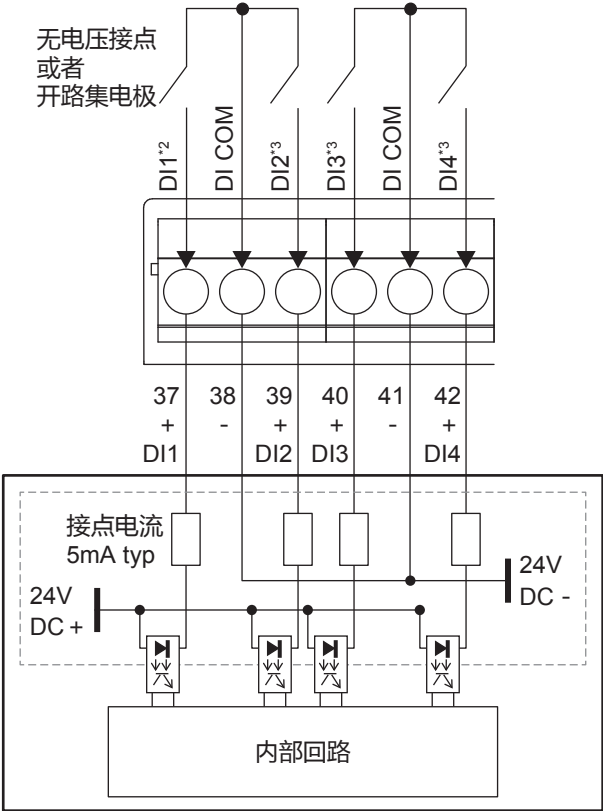 无电压接点
或者
开路集电极
DI1*2
DI COM
DI2*3
DI3*3
DI COM
DI4*3
37 38 39 40 41 42
+ - + + - +
DI1 DI2 DI3 DI4
接点电流
5mA typ
24V
DC -
24V
DC +
内部回路